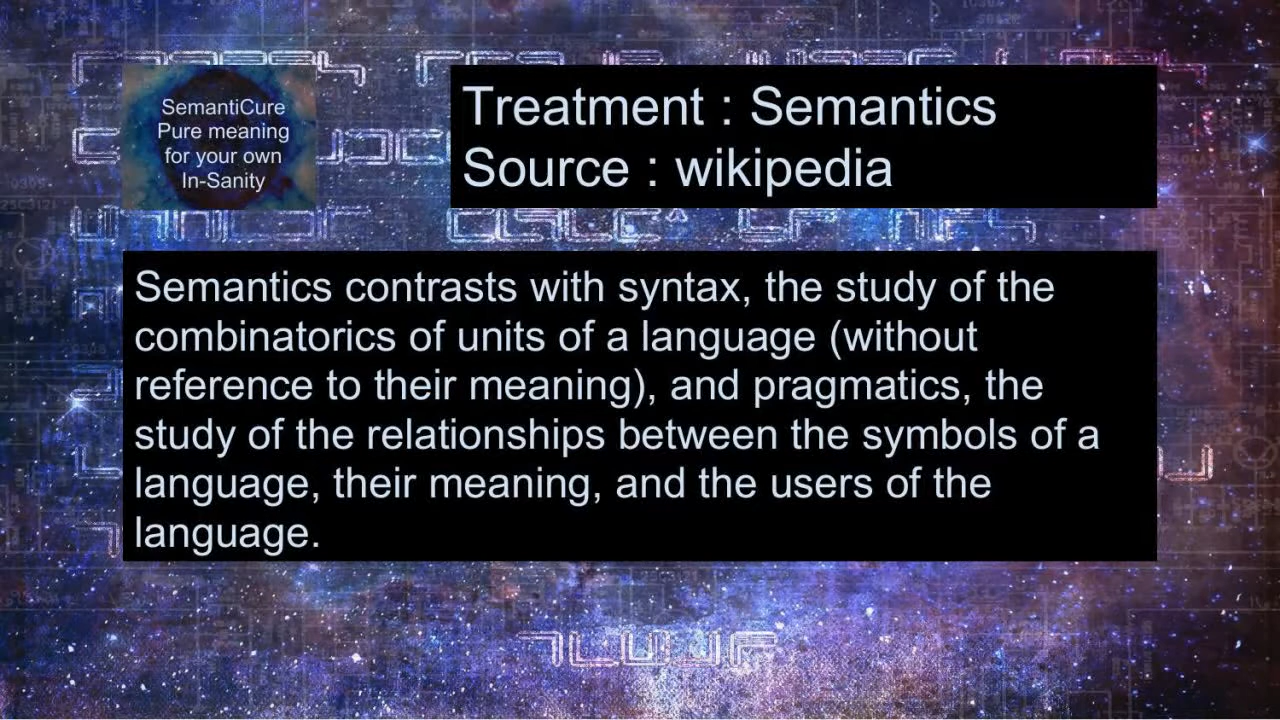 SemantiCure
Pure meaning
for your own
In-Sanity
Treatment : Semantics
Source : wikipedia
Semantics contrasts with syntax, the study of the
combinatorics of units of a language (without
reference to their meaning), and pragmatics, the
study of the relationships between the symbols of a
language, their meaning, and the users of the
language.